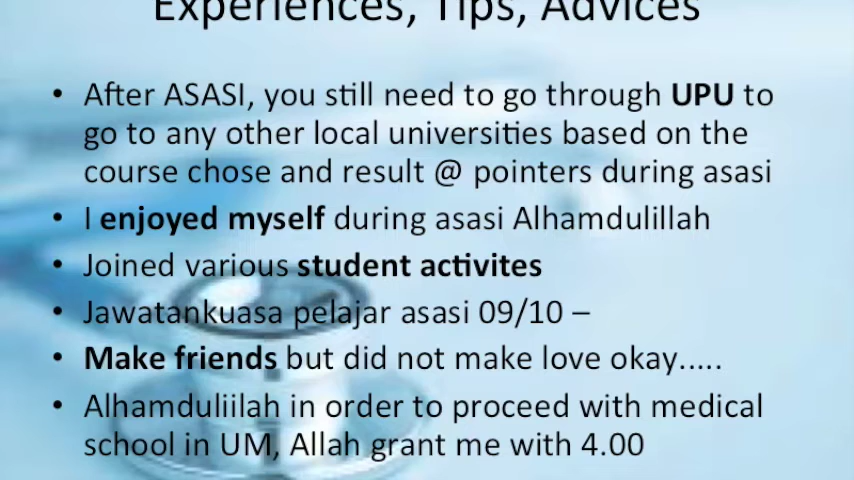 Experiences, Tips, Advices
• After ASASI, you still need to go through UPU to
go to any other local universities based on the
course chose and result @ pointers during asasi
• I enjoyed myself during asasi Alhamdulillah
• Joined various student activites
• Jawatankuasa pelajar asasi 09/10 –
• Make friends but did not make love okay.....
• Alhamduliilah in order to proceed with medical
school in UM, Allah grant me with 4.00